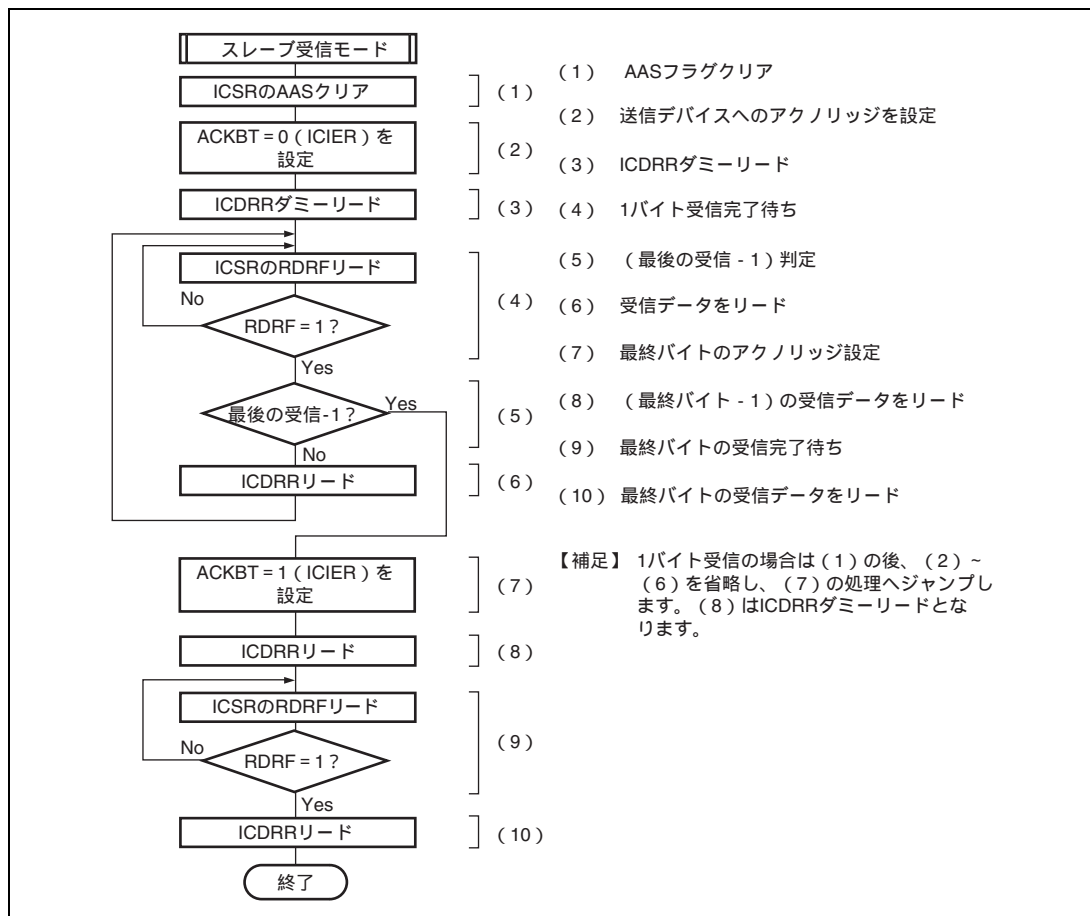 スレーブ受信モード
ICSRのAASクリア
(1)
ACKBT = 0(ICIER)を
設定
(2)
ICDRRダミーリード
(3)
ICSRのRDRFリード
No
RDRF = 1?
(4)
Yes
最後の受信-1?
Yes
(5)
No
ICDRRリード
(6)
ACKBT = 1(ICIER)を
設定
(7)
ICDRRリード
(8)
ICSRのRDRFリード
No
RDRF = 1?
(9)
Yes
ICDRRリード
(10)
終了
(1) AASフラグクリア
(2) 送信デバイスへのアクノリッジを設定
(3) ICDRRダミーリード
(4) 1バイト受信完了待ち
(5) (最後の受信 - 1)判定
(6) 受信データをリード
(7) 最終バイトのアクノリッジ設定
(8) (最終バイト - 1)の受信データをリード
(9) 最終バイトの受信完了待ち
(10) 最終バイトの受信データをリード
【補足】 1バイト受信の場合は(1)の後、(2)~
(6)を省略し、(7)の処理へジャンプし
ます。(8)はICDRRダミーリードとな
ります。